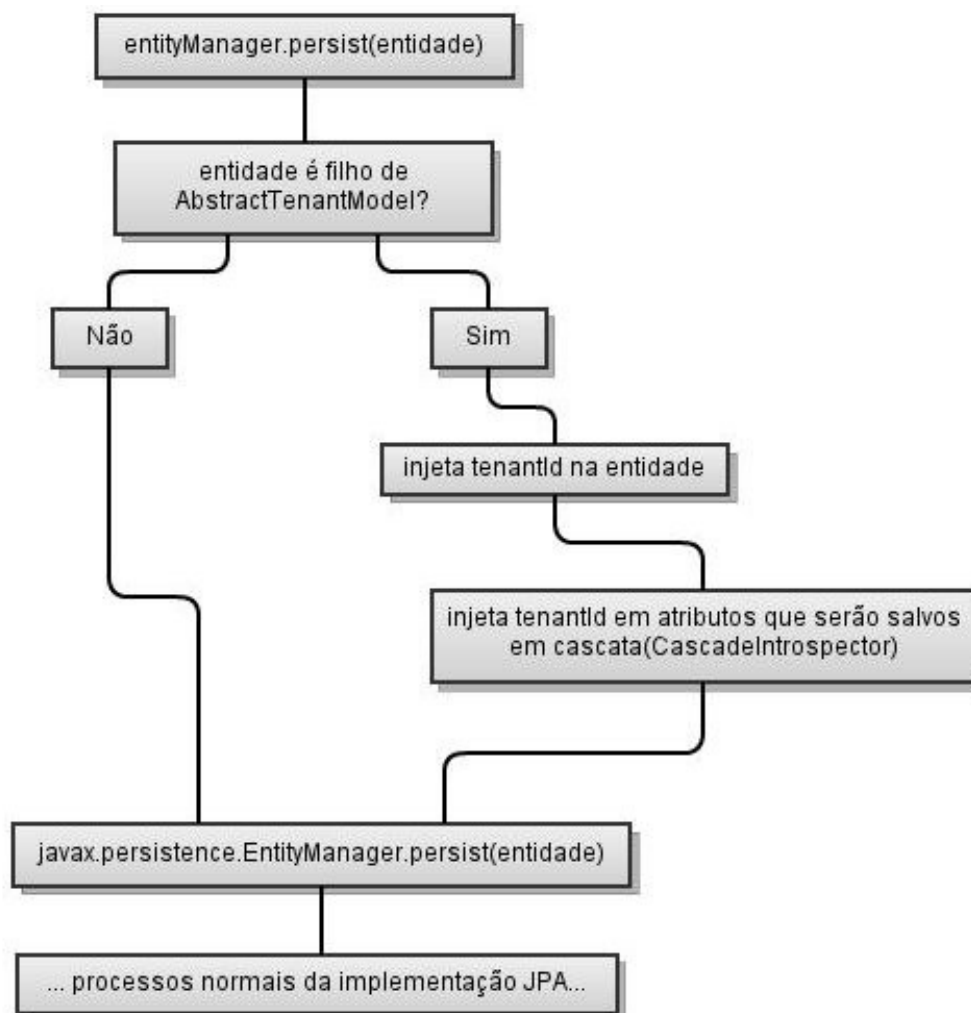 entityManager.persist(entidade)
entidade é filho de
AbstractTenantModel?
Não
Sim
injeta tenantId na entidade
injeta tenantId em atributos que serão salvos
em cascata(CascadeIntrospector)
javax.persistence.EntityManager.persist(entidade)
... processos normais da implementação JPA...